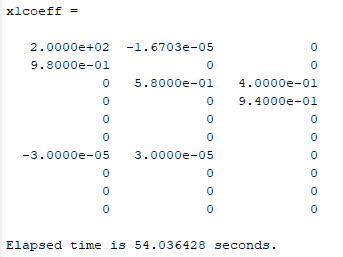 xlcoeff =
2.0000e+02 -1.6703e-05 0
9.8000e-01 0 0
0 5.8000e-01 4.0000e-01
0 0 9.4000e-01
0 0 0
0 0 0
-3.0000e-05 3.0000e-05 0
0 0 0
0 0 0
0 0 0
Elapsed time is 54.036428 seconds.